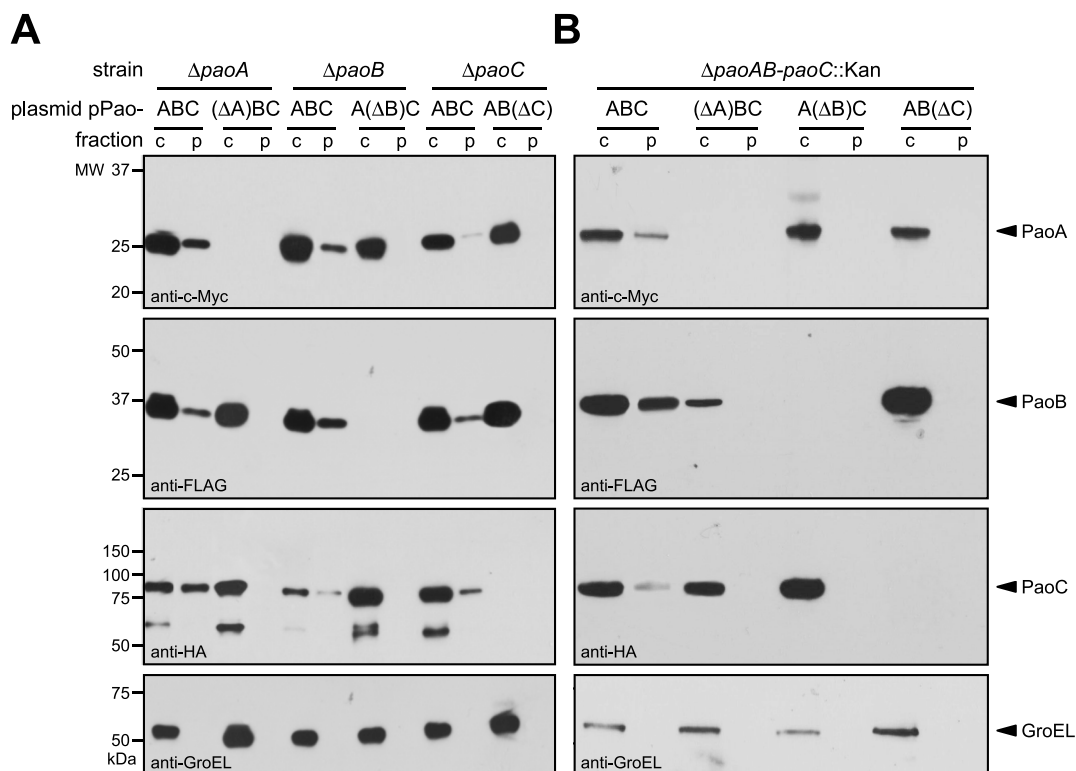 A B
strain ΔpaoA ΔpaoB ΔpaoC ΔpaoAB-paoC::Kan
plasmid pPao- ABC (ΔA)BC ABC A(ΔB)C ABC AB(ΔC) ABC (ΔA)BC A(ΔB)C AB(ΔC)
fraction c p c p c p c p c p c p c p c p c p c p
MW 37
25 PaoA
20
anti-c-Myc anti-c-Myc
50
37 PaoB
25
anti-FLAG anti-FLAG
150
100
75 PaoC
50
anti-HA anti-HA
75
50 GroEL
kDa
anti-GroEL anti-GroEL